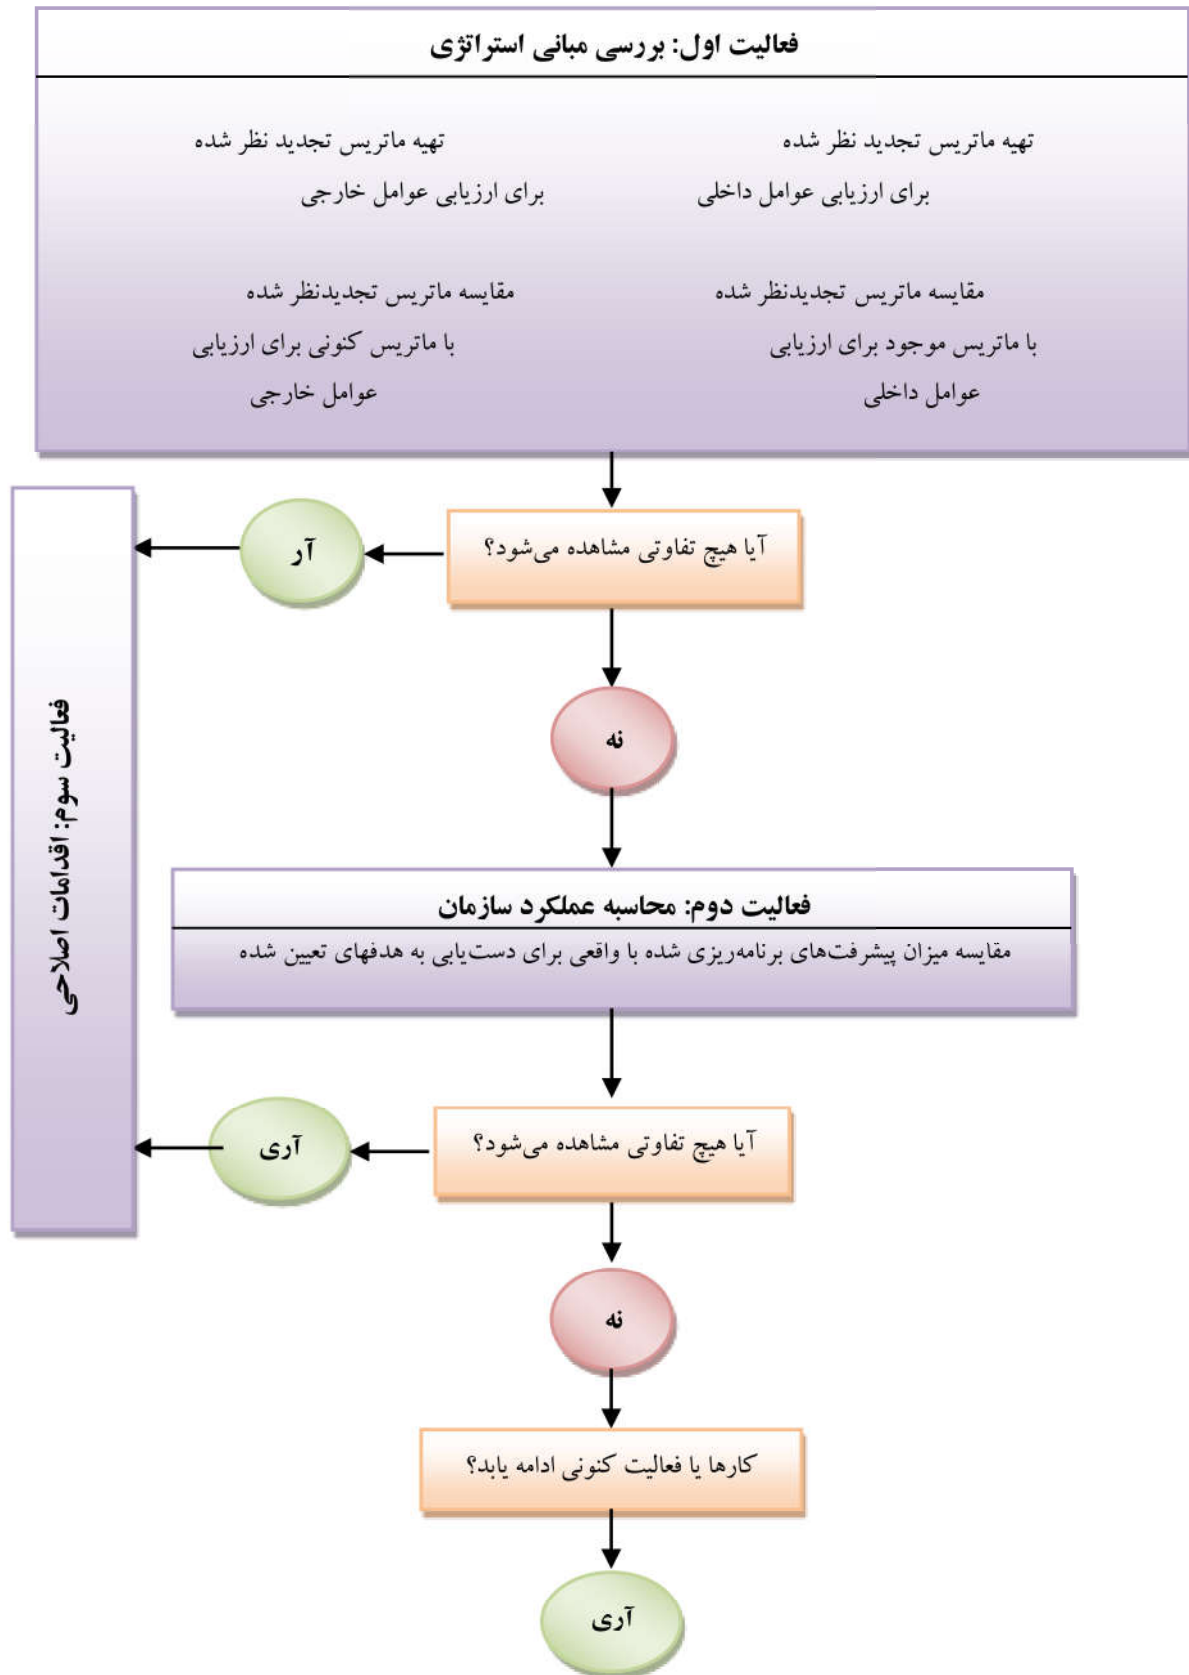 فعالیت اول: بررسی مبانی استراتژی
تهیه ماتریس تجدید نظر شده
برای ارزیابی عوامل داخلی
مقایسه ماتریس تجدیدنظر شده
با ماتریس موجود برای ارزیابی
عوامل داخلی
تهیه ماتریس تجدید نظر شده
برای ارزیابی عوامل خارجی
مقایسه ماتریس تجدیدنظر شده
با ماتریس کنونی برای ارزیابی
عوامل خارجی
آیا هیچ تفاوتی مشاهده می‌شود؟
آر
نه
فعالیت سوم: اقدامات اصلاحی
فعالیت دوم: محاسبه عملکرد سازمان
مقایسه میزان پیشرفت‌های برنامه‌ریزی شده با واقعی برای دست‌یابی به هدفهای تعیین شده
آیا هیچ تفاوتی مشاهده می‌شود؟
آری
نه
کارها یا فعالیت کنونی ادامه یابد؟
آری